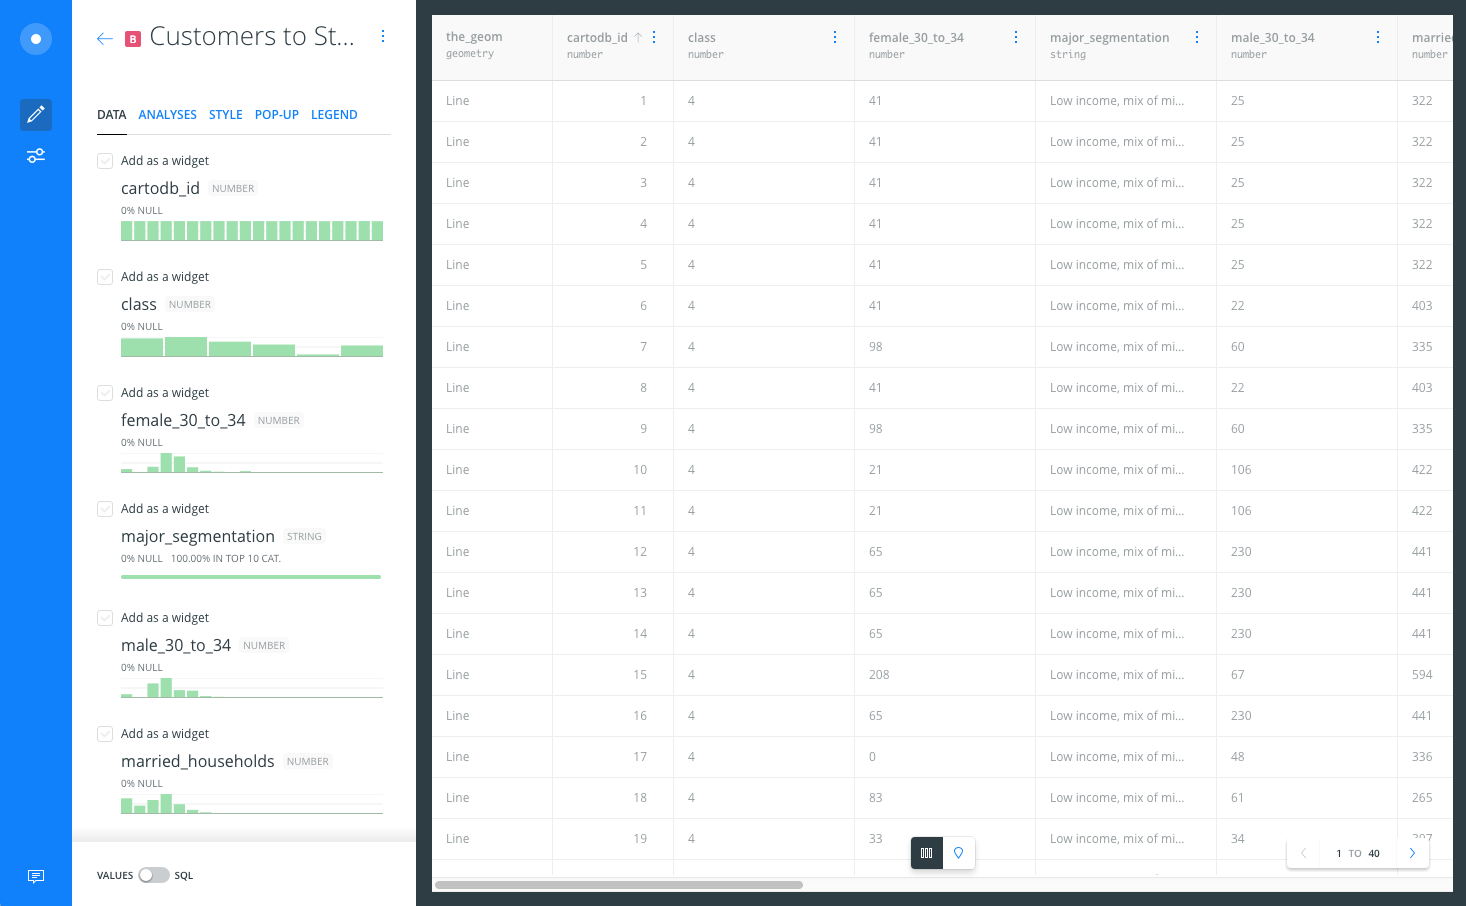 B Customers to St...
DATA ANALYSES STYLE POP-UP LEGEND
Add as a widget
cartodb_id NUMBER
0% NULL
Add as a widget
class NUMBER
0% NULL
Add as a widget
female_30_to_34 NUMBER
0% NULL
Add as a widget
major_segmentation STRING
0% NULL 100.00% IN TOP 10 CAT.
Add as a widget
male_30_to_34 NUMBER
0% NULL
Add as a widget
married_households NUMBER
0% NULL
VALUES SQL
the_geom cartodb_id class female_30_to_34 major_segmentation male_30_to_34
geometry number number number string number number
Line 1 4 41 Low income, mix of mi... 25 322
Line 2 4 41 Low income, mix of mi... 25 322
Line 3 4 41 Low income, mix of mi... 25 322
Line 4 4 41 Low income, mix of mi... 25 322
Line 5 4 41 Low income, mix of mi... 25 322
Line 6 4 41 Low income, mix of mi... 22 403
Line 7 4 98 Low income, mix of mi... 60 335
Line 8 4 41 Low income, mix of mi... 22 403
Line 9 4 98 Low income, mix of mi... 60 335
Line 10 4 21 Low income, mix of mi... 106 422
Line 11 4 21 Low income, mix of mi... 106 422
Line 12 4 65 Low income, mix of mi... 230 441
Line 13 4 65 Low income, mix of mi... 230 441
Line 14 4 65 Low income, mix of mi... 230 441
Line 15 4 208 Low income, mix of mi... 67 594
Line 16 4 65 Low income, mix of mi... 230 441
Line 17 4 0 Low income, mix of mi... 48 336
Line 18 4 83 Low income, mix of mi... 61 265
Line 19 4 33 Low income, mix of mi... 34
1 TO 40